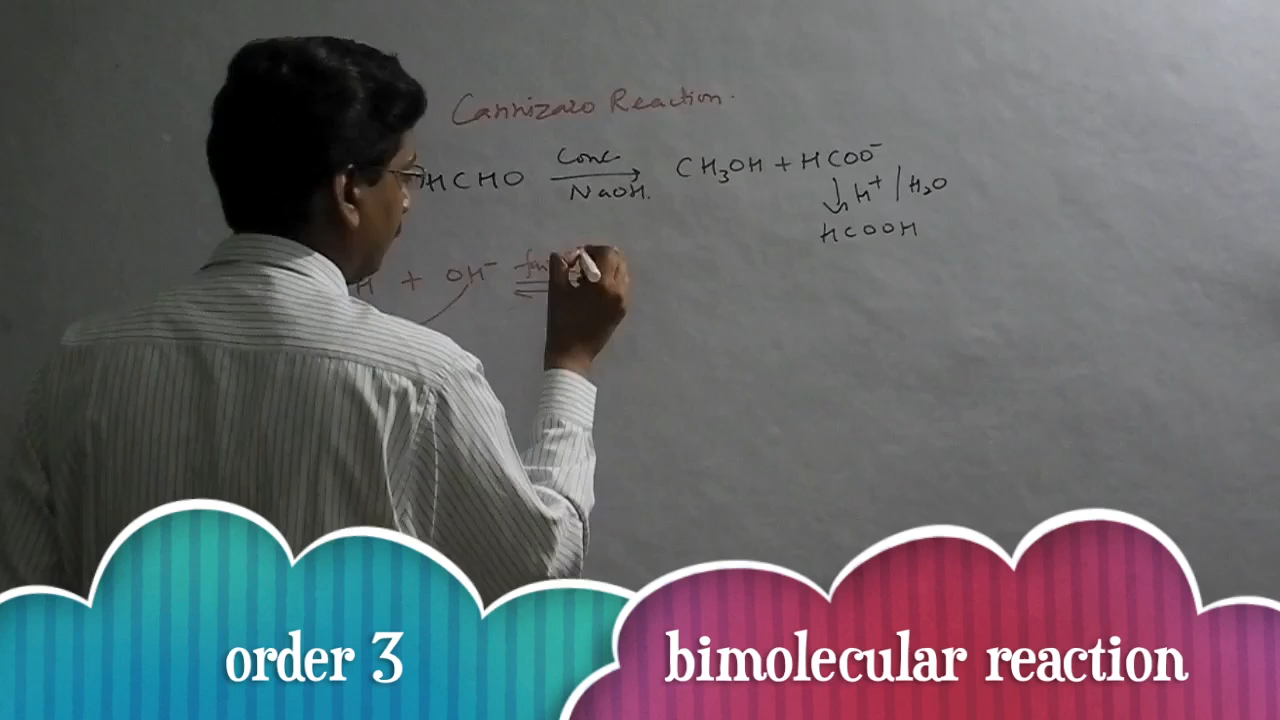 Cannizaro Reaction.
HCHO conc NaOH. CH₃OH + HCOO⁻
H⁺ / H₂O
HCOOH
H + OH⁻
order 3
bimolecular reaction